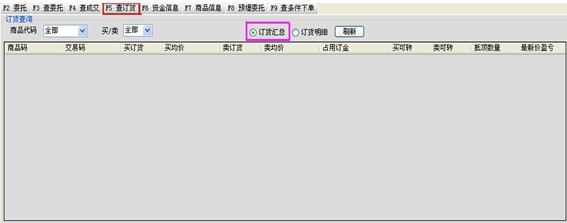 F2 委托 F3 查委托 F4 查成交 F5 查订货 F6 资金信息 F7 商品信息 F8 预埋委托 F9 查条件下单
订货查询
商品代码 全部 买/卖 全部 订货汇总 订货明细 刷新
商品码 交易码 买订货 买均价 卖订货 卖均价 占用订金 买可转 卖可转 抵顶数量 最新价盈亏